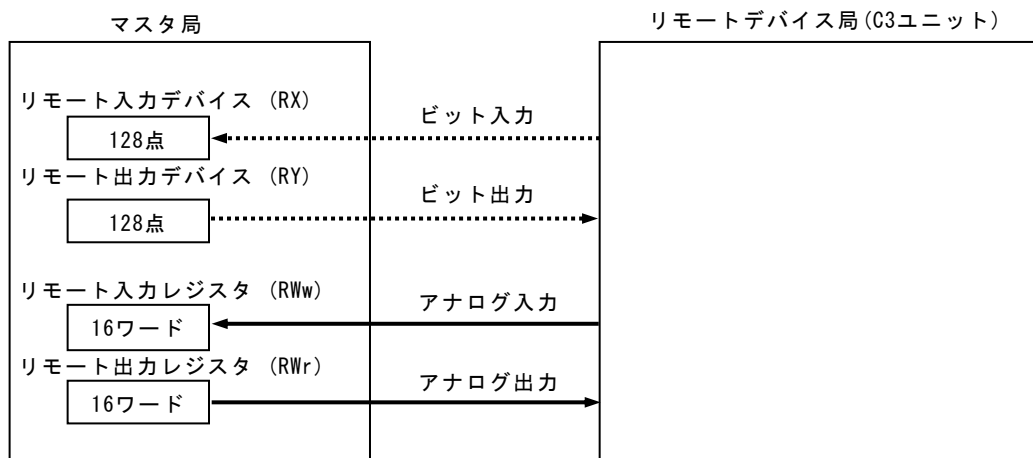 マスタ局
リモートデバイス局(C3ユニット)
リモート入力デバイス (RX)
128点
ビット入力
リモート出力デバイス (RY)
128点
ビット出力
リモート入力レジスタ (RWw)
16ワード
アナログ入力
リモート出力レジスタ (RWr)
16ワード
アナログ出力